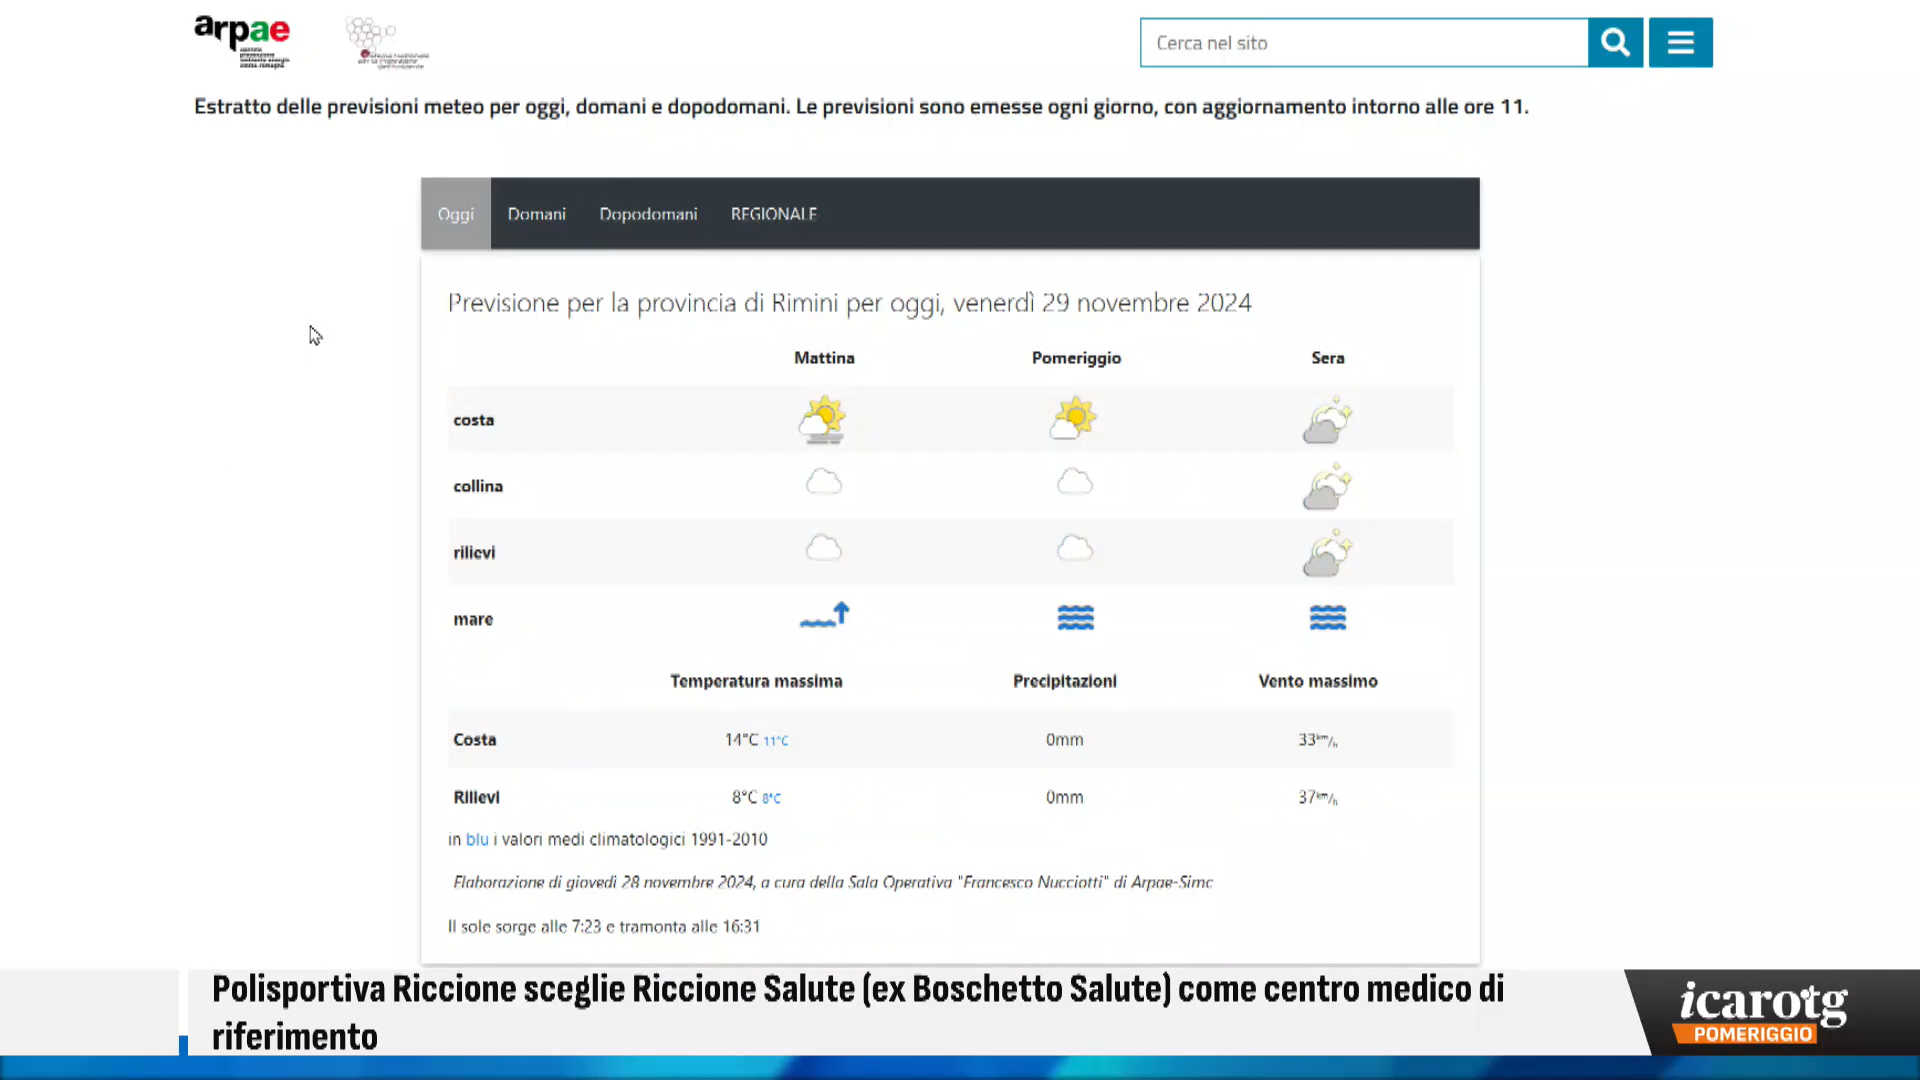 arpae
Cerca nel sito
Estratto delle previsioni meteo per oggi, domani e dopodomani. Le previsioni sono emesse ogni giorno, con aggiornamento intorno alle ore 11.
Oggi Domani Dopodomani REGIONALE
Previsione per la provincia di Rimini per oggi, venerdì 29 novembre 2024
Mattina Pomeriggio Sera
costa
collina
rilievi
mare
Temperatura massima Precipitazioni Vento massimo
Costa 14°C 11°C 0mm 33km/h
Rilievi 8°C 8°C 0mm 37km/h
in blu i valori medi climatologici 1991-2010
Elaborazione di giovedì 28 novembre 2024, a cura della Sala Operativa "Francesco Nucciotti" di Arpae-Simc
Il sole sorge alle 7:23 e tramonta alle 16:31
Polisportiva Riccione sceglie Riccione Salute (ex Boschetto Salute) come centro medico di
riferimento
icarotg
POMERIGGIO